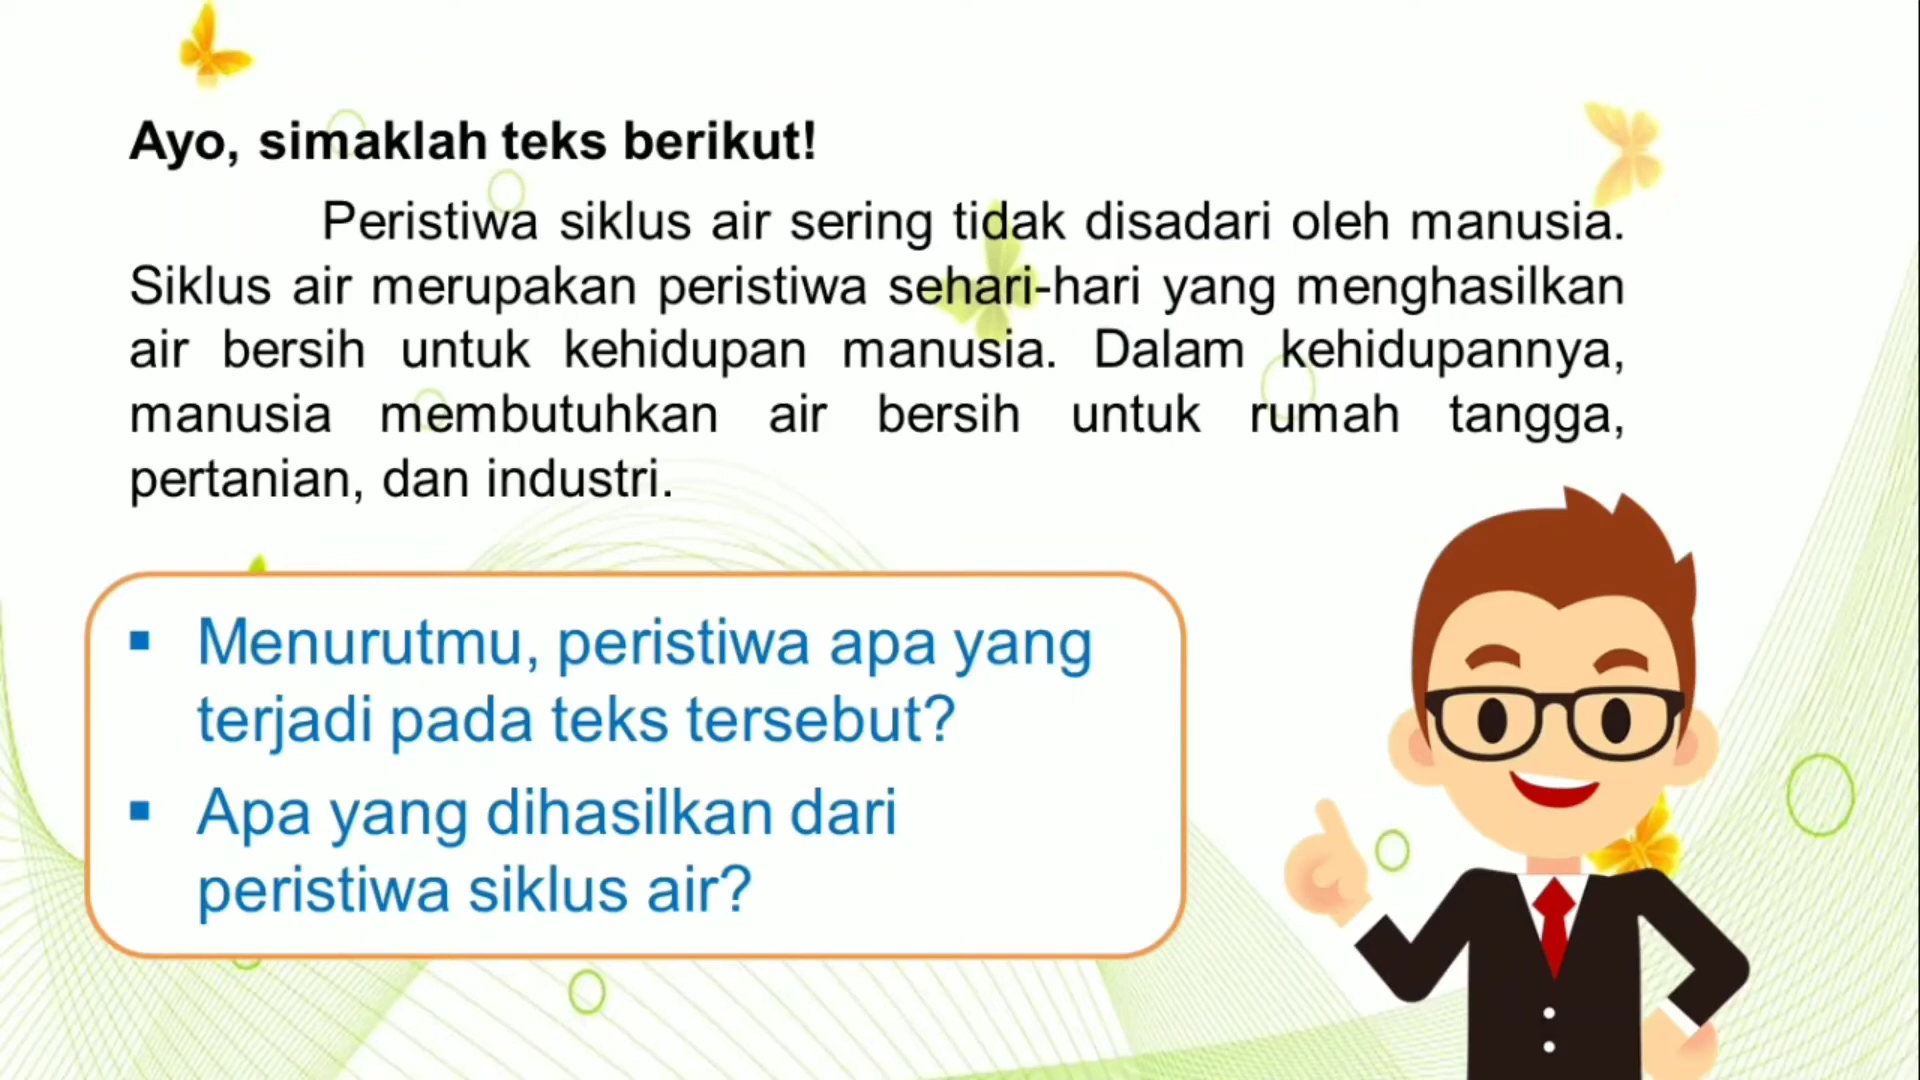 Ayo, simaklah teks berikut!
Peristiwa siklus air sering tidak disadari oleh manusia.
Siklus air merupakan peristiwa sehari-hari yang menghasilkan
air bersih untuk kehidupan manusia. Dalam kehidupannya,
manusia membutuhkan air bersih untuk rumah tangga,
pertanian, dan industri.
▪ Menurutmu, peristiwa apa yang
terjadi pada teks tersebut?
▪ Apa yang dihasilkan dari
peristiwa siklus air?